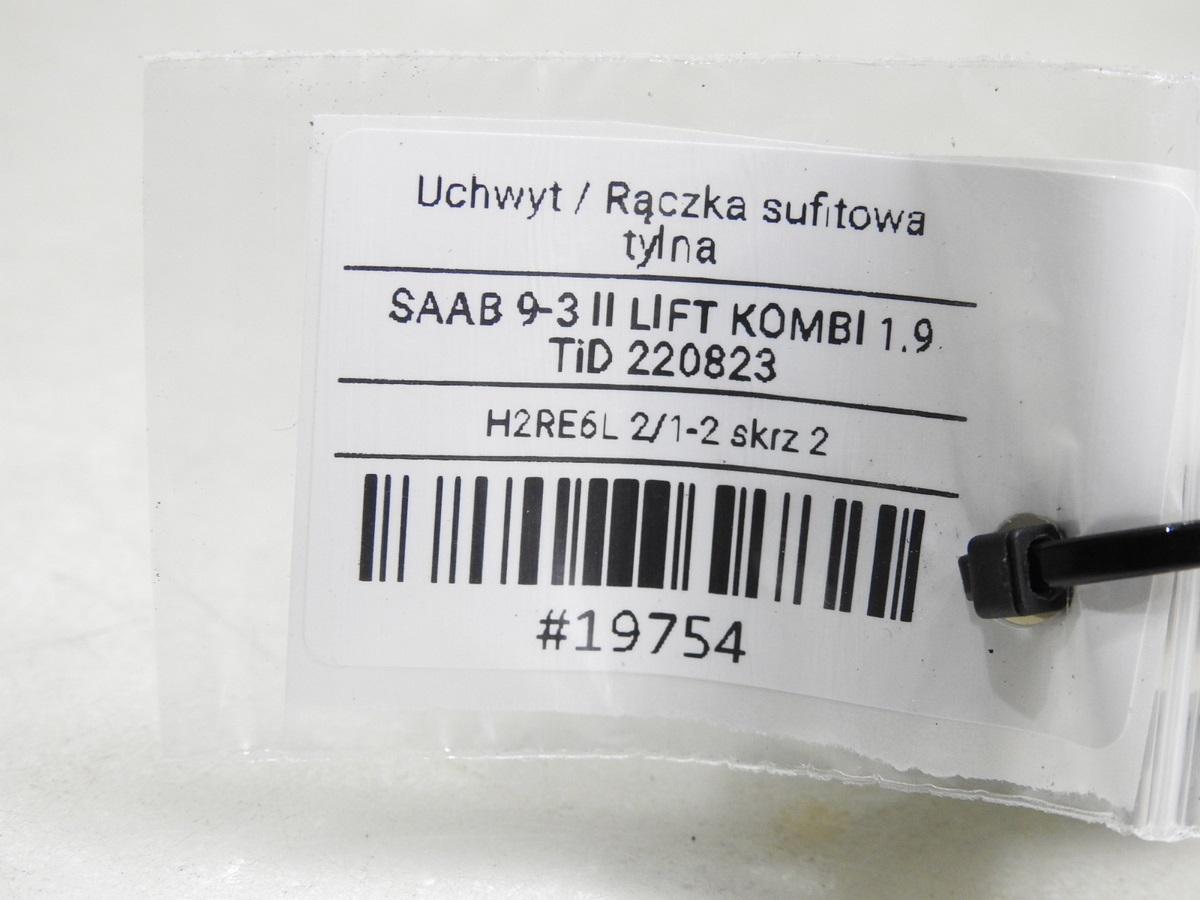 Uchwyt / Rączka sufitowa
tylna
SAAB 9-3 II LIFT KOMBI 1.9
TiD 220823
H2RE6L 2/1-2 skrz 2
#19754